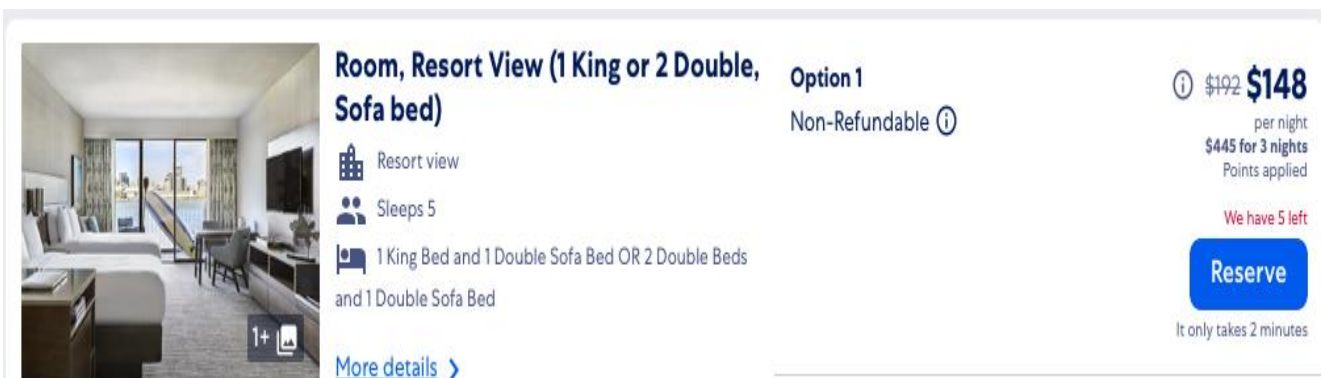 Room, Resort View (1 King or 2 Double,
Sofa bed)
Resort view
Sleeps 5
1 King Bed and 1 Double Sofa Bed OR 2 Double Beds
and 1 Double Sofa Bed
1+
More details
Option 1
Non-Refundable
$192 $148
per night
$445 for 3 nights
Points applied
We have 5 left
Reserve
It only takes 2 minutes